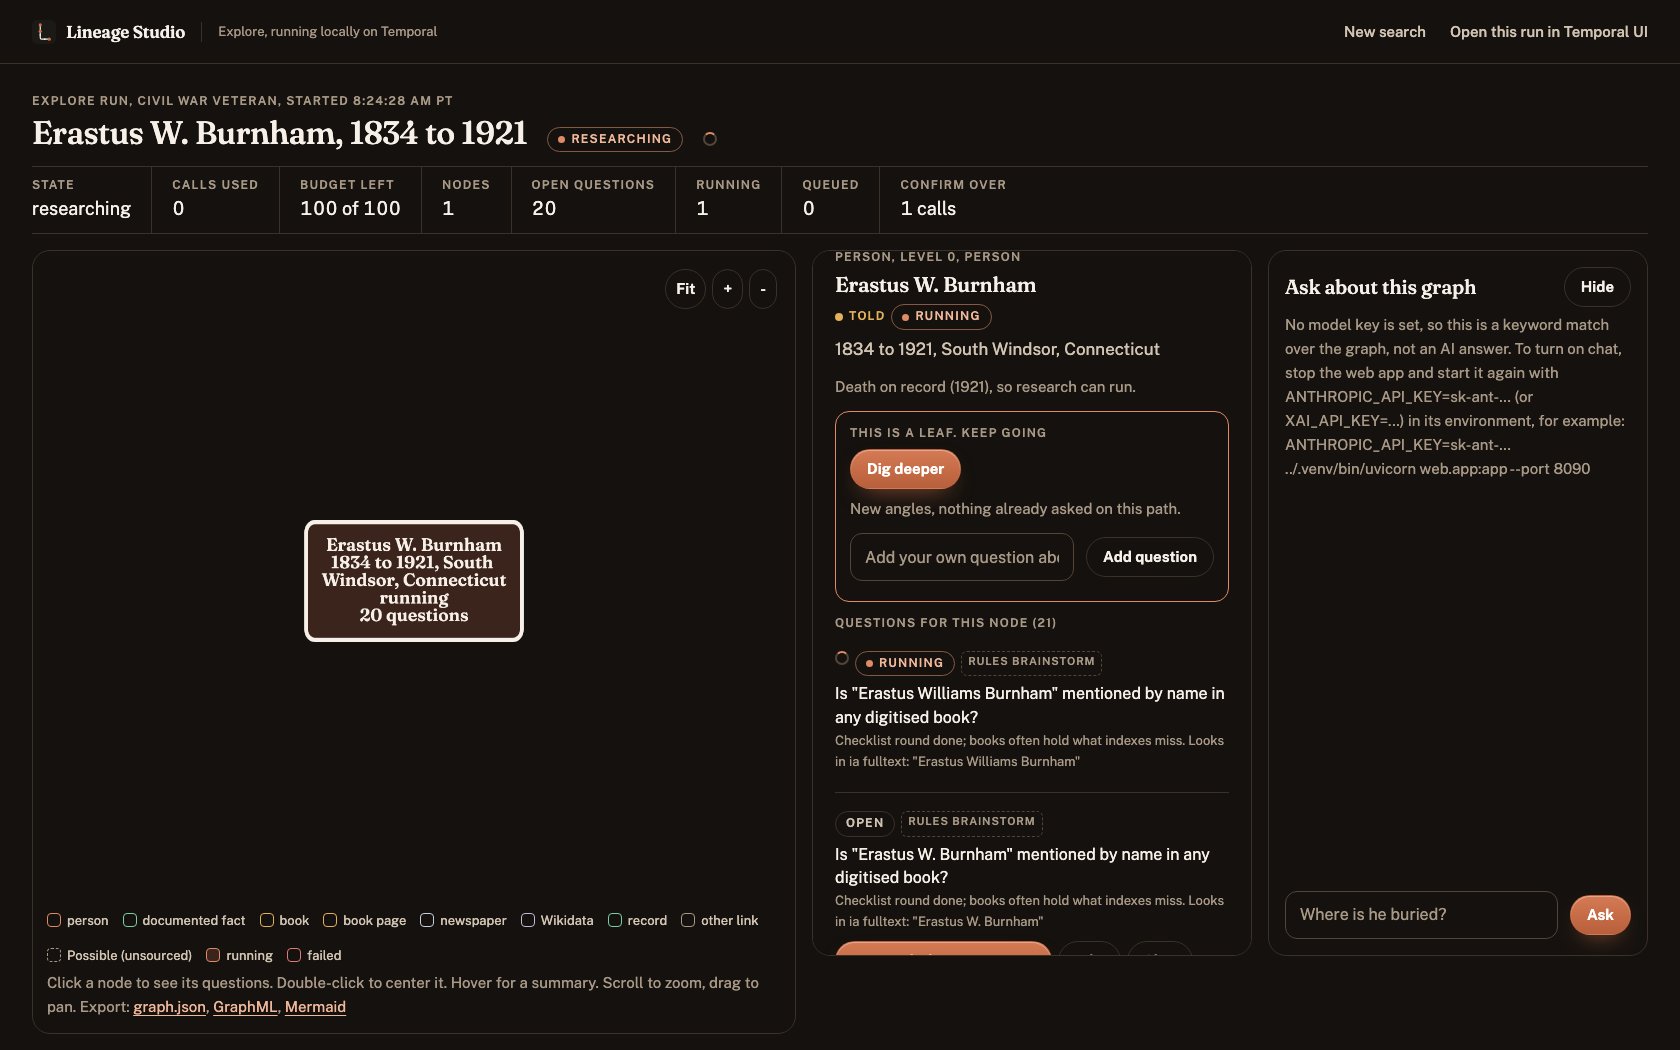 Lineage Studio
Explore, running locally on Temporal
New search
Open this run in Temporal UI
EXPLORE RUN, CIVIL WAR VETERAN, STARTED 8:24:28 AM PT
Erastus W. Burnham, 1834 to 1921
RESEARCHING
STATE
researching
CALLS USED
0
BUDGET LEFT
100 of 100
NODES
1
OPEN QUESTIONS
20
RUNNING
1
QUEUED
0
CONFIRM OVER
1 calls
Fit
+
-
Erastus W. Burnham
1834 to 1921, South
Windsor, Connecticut
running
20 questions
person
documented fact
book
book page
newspaper
Wikidata
record
other link
Possible (unsourced)
running
failed
Click a node to see its questions. Double-click to center it. Hover for a summary. Scroll to zoom, drag to
pan. Export: graph.json, GraphML, Mermaid
PERSON, LEVEL 0, PERSON
Erastus W. Burnham
TOLD
RUNNING
1834 to 1921, South Windsor, Connecticut
Death on record (1921), so research can run.
THIS IS A LEAF. KEEP GOING
Dig deeper
New angles, nothing already asked on this path.
Add your own question abo
Add question
QUESTIONS FOR THIS NODE (21)
RUNNING
RULES BRAINSTORM
Is "Erastus Williams Burnham" mentioned by name in
any digitised book?
Checklist round done; books often hold what indexes miss. Looks
in ia fulltext: "Erastus Williams Burnham"
OPEN
RULES BRAINSTORM
Is "Erastus W. Burnham" mentioned by name in any
digitised book?
Checklist round done; books often hold what indexes miss. Looks
in ia fulltext: "Erastus W. Burnham"
Ask about this graph
Hide
No model key is set, so this is a keyword match
over the graph, not an AI answer. To turn on chat,
stop the web app and start it again with
ANTHROPIC_API_KEY=sk-ant-... (or
XAI_API_KEY=...) in its environment, for example:
ANTHROPIC_API_KEY=sk-ant-...
../.venv/bin/uvicorn web.app:app --port 8090
Where is he buried?
Ask